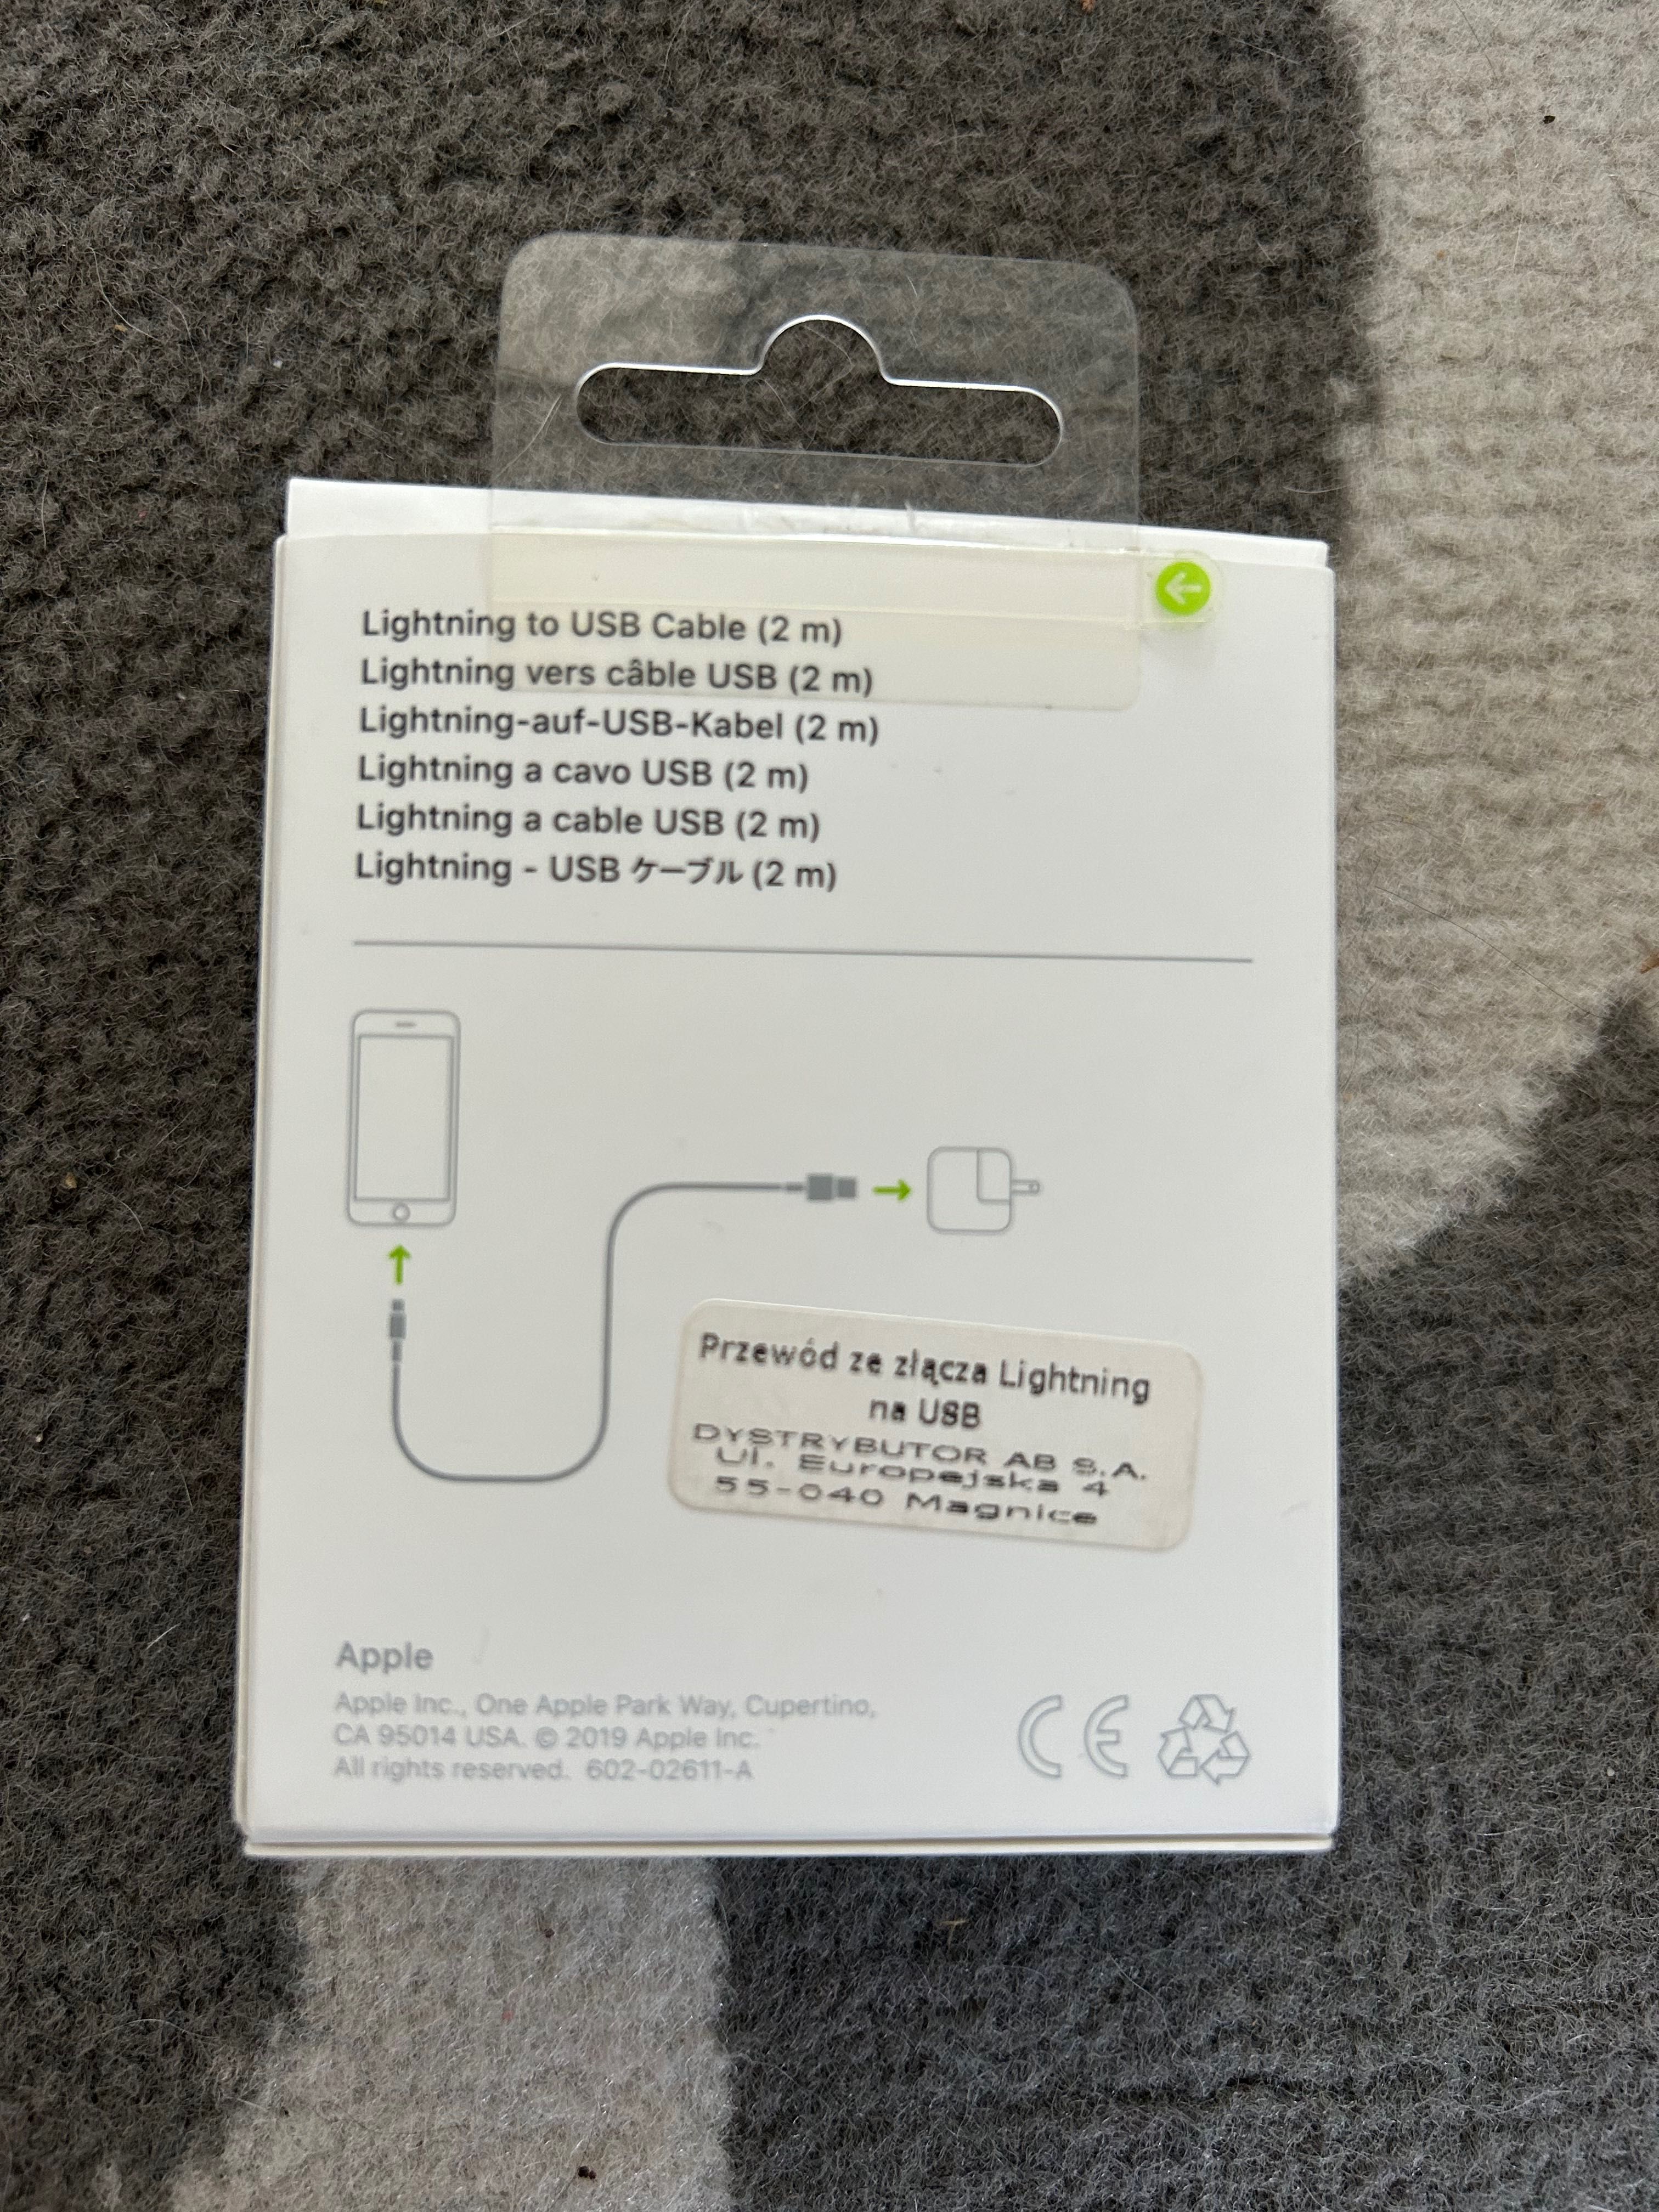 Lightning to USB Cable (2 m)
Lightning vers câble USB (2 m)
Lightning-auf-USB-Kabel (2 m)
Lightning a cavo USB (2 m)
Lightning a cable USB (2 m)
Lightning - USB ケーブル (2 m)
Przewód ze złącza Lightning
na USB
DYSTRYBUTOR AB S.A.
Ul. Europejska 4
55-040 Magnice
Apple
Apple Inc., One Apple Park Way, Cupertino,
CA 95014 USA. © 2019 Apple Inc.
All rights reserved. 602-02611-A
CE